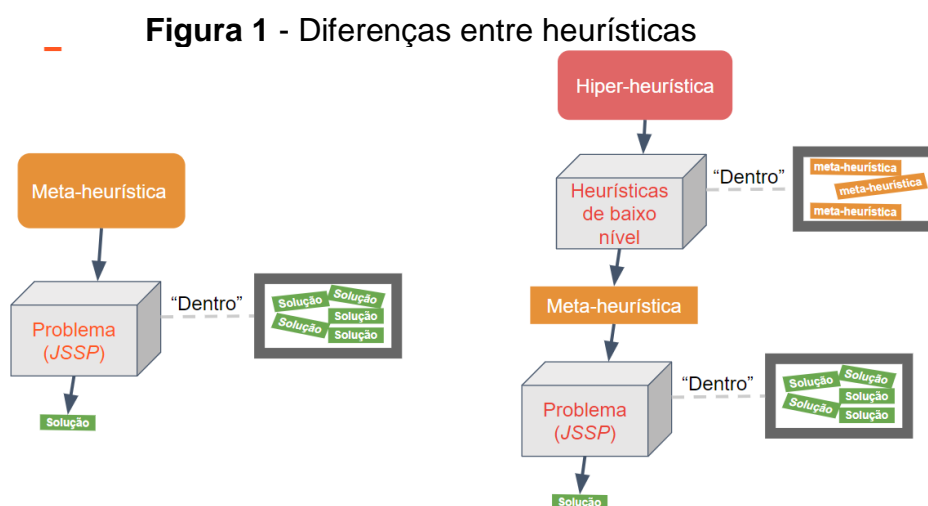 Figura 1 - Diferenças entre heurísticas
Meta-heurística
Problema
(JSSP)
“Dentro”
Solução
Solução
Solução
Solução
Solução
Solução
Hiper-heurística
Heurísticas
de baixo
nível
“Dentro”
meta-heurística
meta-heurística
meta-heurística
Meta-heurística
Problema
(JSSP)
“Dentro”
Solução
Solução
Solução
Solução
Solução
Solução